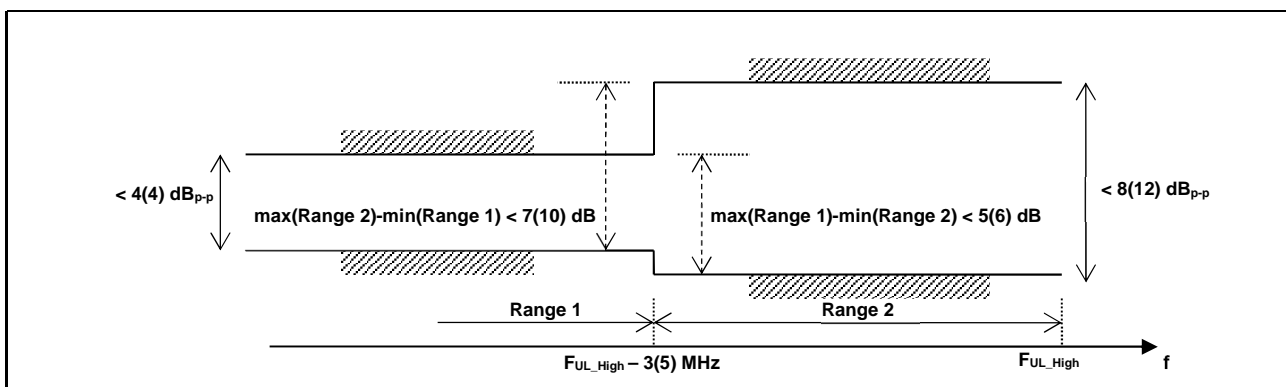 < 4(4) dBp-p
max(Range 2)-min(Range 1) < 7(10) dB
max(Range 1)-min(Range 2) < 5(6) dB
< 8(12) dBp-p
Range 1
Range 2
FUL_High – 3(5) MHz
FUL_High
f